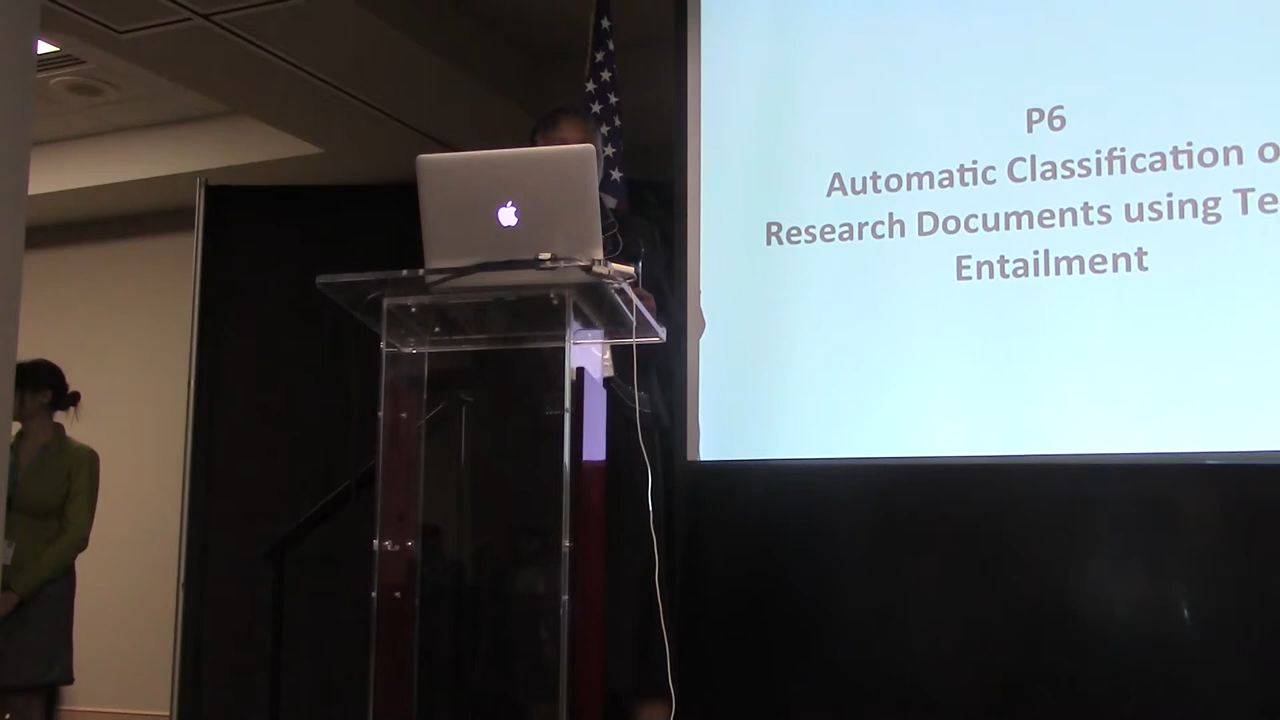 P6
Automatic Classification o
Research Documents using Te
Entailment